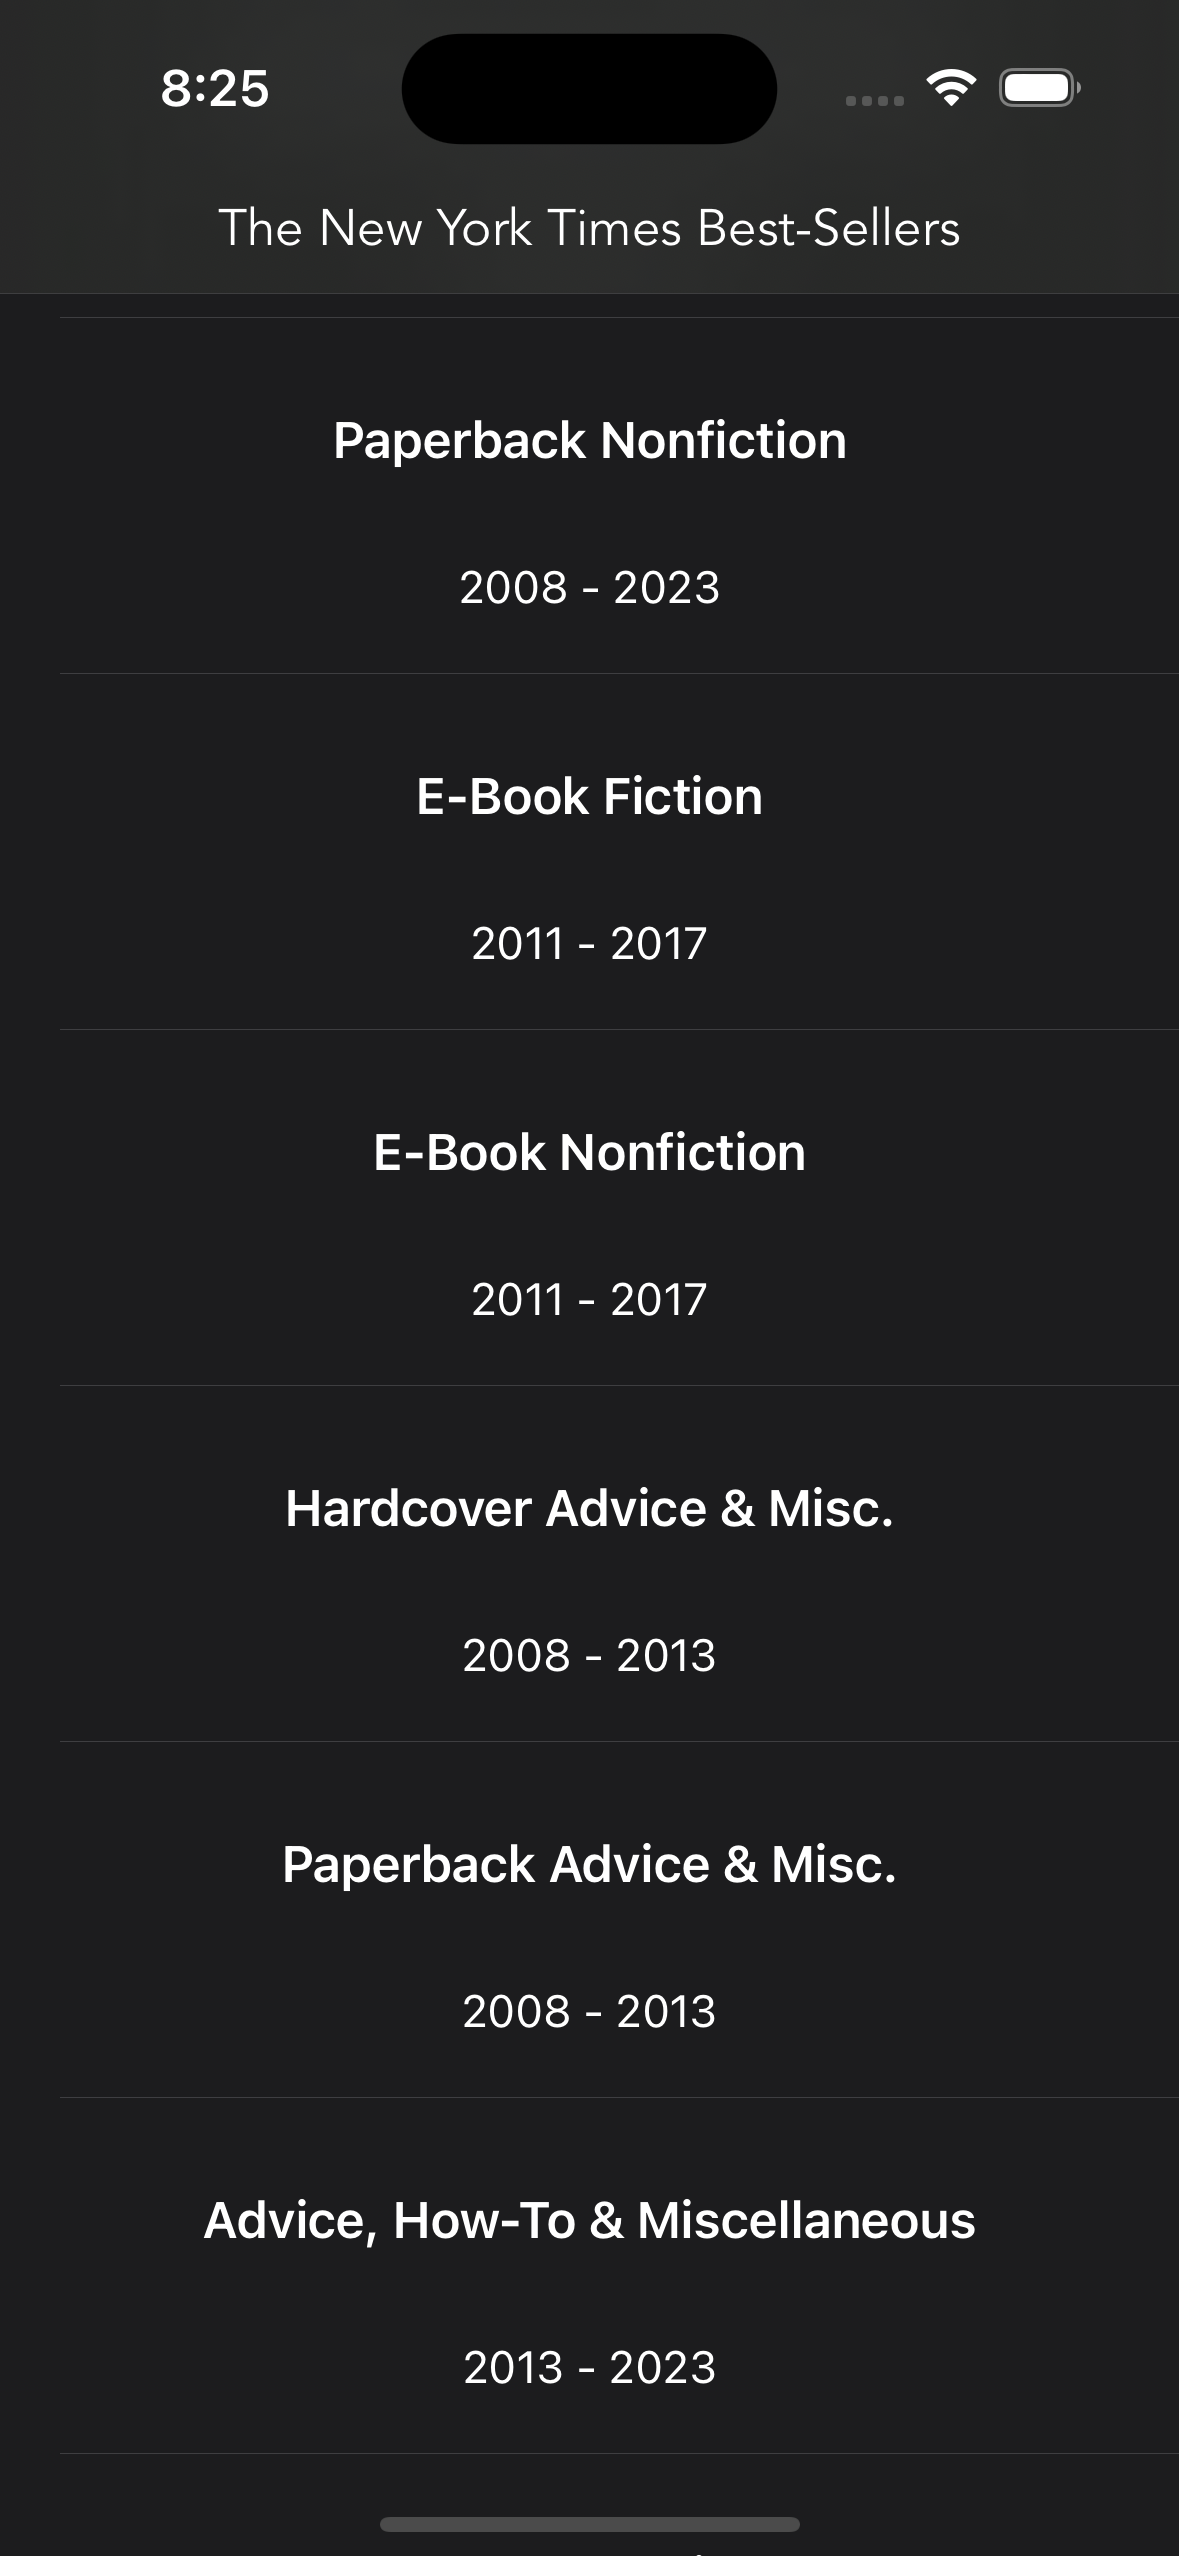 8:25
The New York Times Best-Sellers
Paperback Nonfiction
2008 - 2023
E-Book Fiction
2011 - 2017
E-Book Nonfiction
2011 - 2017
Hardcover Advice & Misc.
2008 - 2013
Paperback Advice & Misc.
2008 - 2013
Advice, How-To & Miscellaneous
2013 - 2023